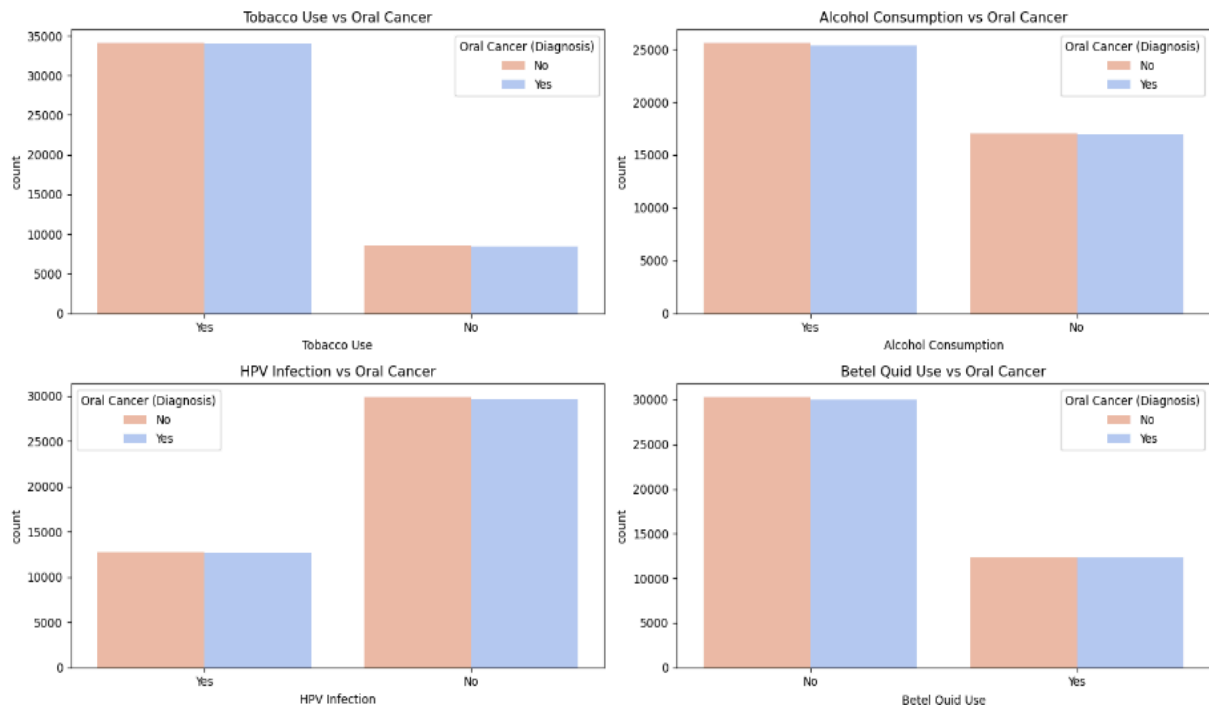 Tobacco Use vs Oral Cancer
35000
30000
25000
20000
15000
10000
5000
0
count
Oral Cancer (Diagnosis)
No
Yes
Yes No
Tobacco Use
Alcohol Consumption vs Oral Cancer
25000
20000
15000
10000
5000
0
count
Oral Cancer (Diagnosis)
No
Yes
Yes No
Alcohol Consumption
HPV Infection vs Oral Cancer
30000
25000
20000
15000
10000
5000
0
count
Oral Cancer (Diagnosis)
No
Yes
Yes No
HPV Infection
Betel Quid Use vs Oral Cancer
30000
25000
20000
15000
10000
5000
0
count
Oral Cancer (Diagnosis)
No
Yes
No Yes
Betel Quid Use